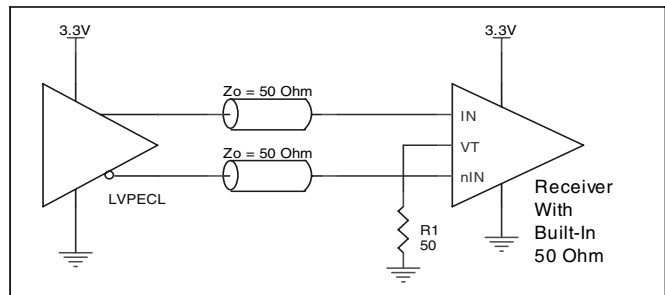 3.3V
3.3V
Zo = 50 Ohm
IN
VT
Zo = 50 Ohm
nIN
LVPECL
R1
50
Receiver
With
Built-In
50 Ohm